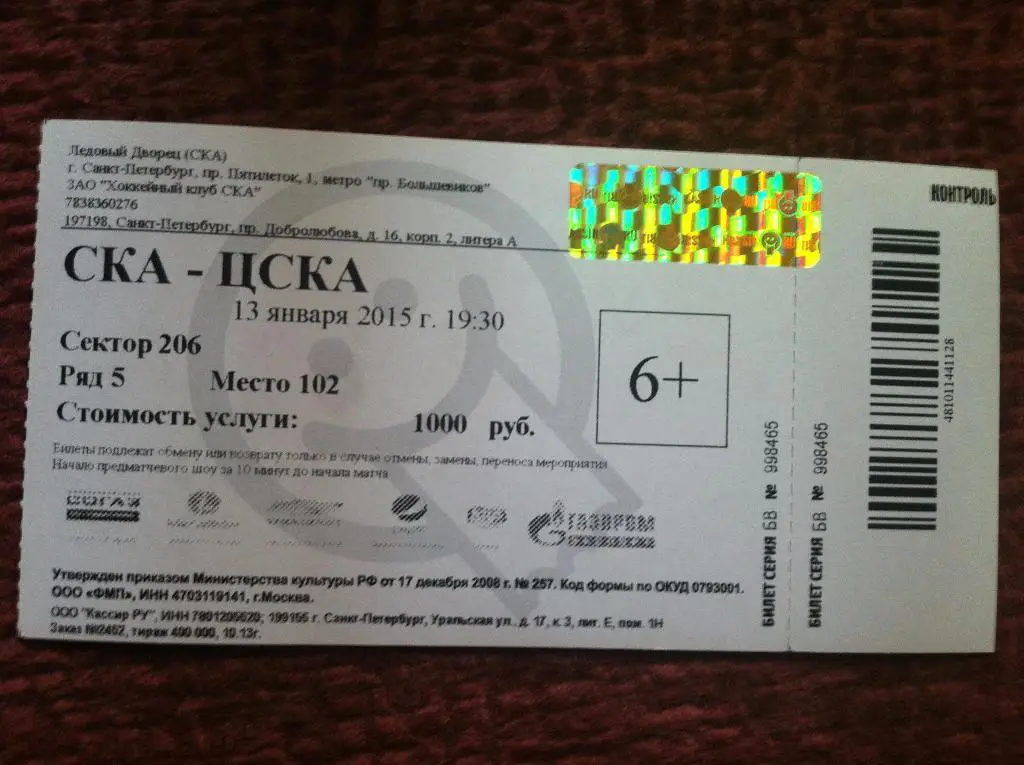 Ледовый Дворец (СКА)
г. Санкт-Петербург, пр. Пятилеток, 1, метро "пр. Большевиков"
ЗАО "Хоккейный клуб СКА"
7838360276
197198, Санкт-Петербург, пр. Добролюбова, д. 16, корп. 2, литера А
СКА - ЦСКА
13 января 2015 г. 19:30
Сектор 206
Ряд 5 Место 102
Стоимость услуги: 1000 руб.
6+
Билеты подлежат обмену или возврату только в случае отмены, замены, переноса мероприятия
Начало предматчевого шоу за 10 минут до начала матча
СОГАЗ
ГАЗПРОМ
Утвержден приказом Министерства культуры РФ от 17 декабря 2008 г. № 257. Код формы по ОКУД 0793001.
ООО «ФМП», ИНН 4703119141, г.Москва.
ООО "Кассир РУ", ИНН 7801205020; 199155 г. Санкт-Петербург, Уральская ул., д. 17, к. 3, лит. Е, пом. 1Н
Заказ №2452, тираж 400 000, 10.13г.
БИЛЕТ СЕРИЯ БВ № 998465
БИЛЕТ СЕРИЯ БВ № 998465
КОНТРОЛЬ
481011441128